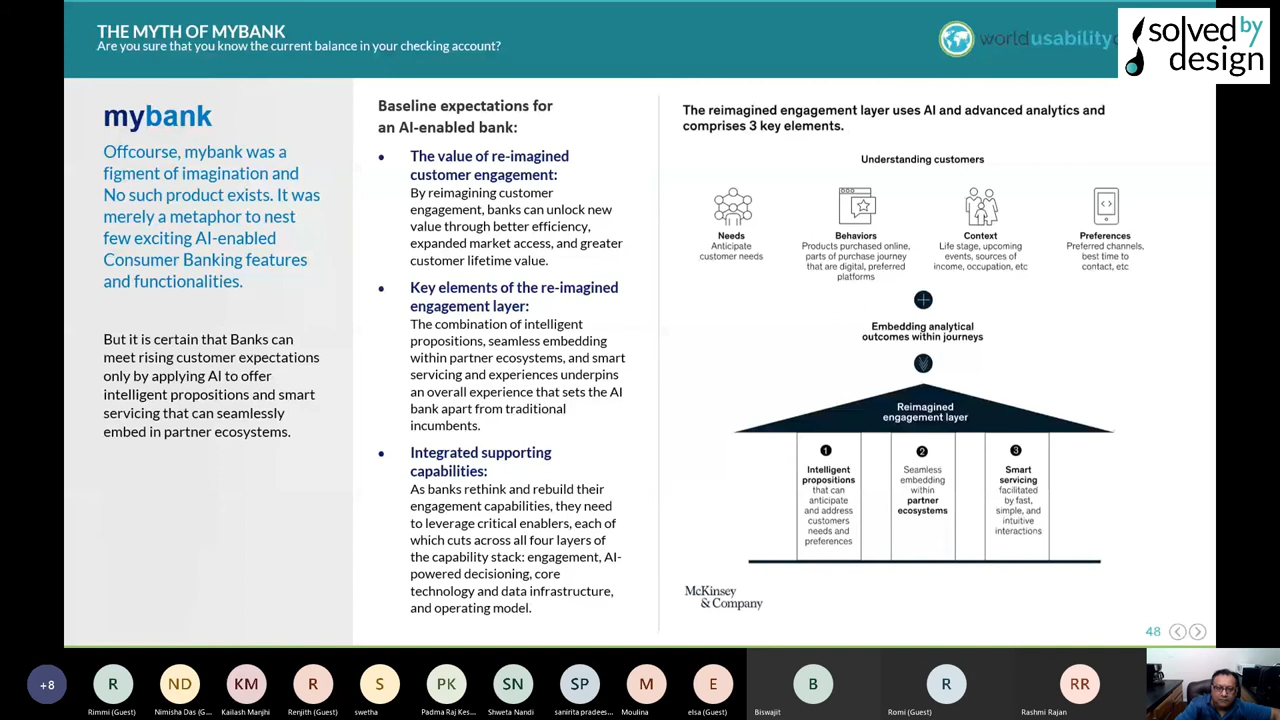 THE MYTH OF MYBANK
Are you sure that you know the current balance in your checking account?
worldusability
solved by
design
mybank
Offcourse, mybank was a
figment of imagination and
No such product exists. It was
merely a metaphor to nest
few exciting AI-enabled
Consumer Banking features
and functionalities.
But it is certain that Banks can
meet rising customer expectations
only by applying AI to offer
intelligent propositions and smart
servicing that can seamlessly
embed in partner ecosystems.
Baseline expectations for
an AI-enabled bank:
• The value of re-imagined
customer engagement:
By reimagining customer
engagement, banks can unlock new
value through better efficiency,
expanded market access, and greater
customer lifetime value.
• Key elements of the re-imagined
engagement layer:
The combination of intelligent
propositions, seamless embedding
within partner ecosystems, and smart
servicing and experiences underpins
an overall experience that sets the AI
bank apart from traditional
incumbents.
• Integrated supporting
capabilities:
As banks rethink and rebuild their
engagement capabilities, they need
to leverage critical enablers, each of
which cuts across all four layers of
the capability stack: engagement, AI-
powered decisioning, core
technology and data infrastructure,
and operating model.
The reimagined engagement layer uses AI and advanced analytics and
comprises 3 key elements.
Understanding customers
Needs
Anticipate
customer needs
Behaviors
Products purchased online,
parts of purchase journey
that are digital, preferred
platforms
Context
Life stage, upcoming
events, sources of
income, occupation, etc
Preferences
Preferred channels,
best time to
contact, etc
Embedding analytical
outcomes within journeys
Reimagined
engagement layer
1
Intelligent
propositions
that can
anticipate
and address
customers
needs and
preferences
2
Seamless
embedding
within
partner
ecosystems
3
Smart
servicing
facilitated
by fast,
simple, and
intuitive
interactions
McKinsey
& Company
48
+8
R
Rimmi (Guest)
ND
Nimisha Das (G...
KM
Kailash Manjhi
R
Renjith (Guest)
S
swetha
PK
Padma Raj Kes...
SN
Shweta Nandi
SP
sanirita pradees...
M
Moulina
E
elsa (Guest)
B
Biswajit
R
Romi (Guest)
RR
Rashmi Rajan